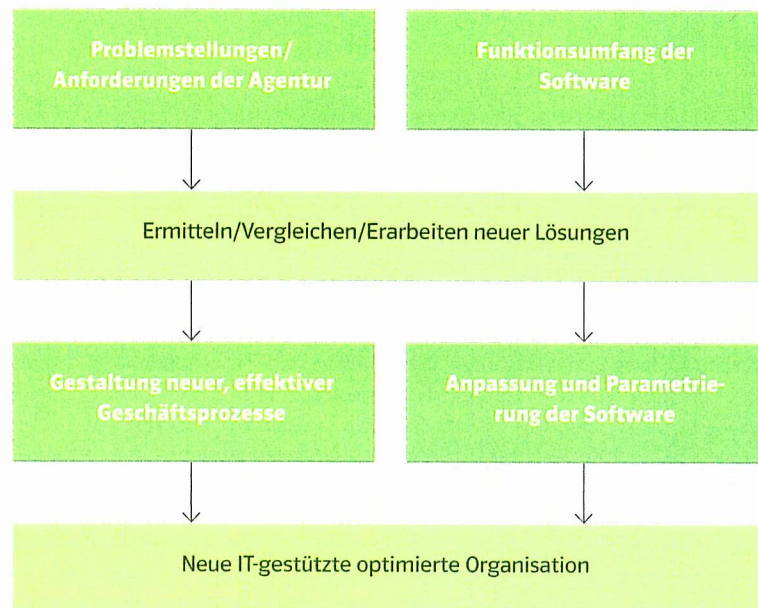 Problemstellungen/
Anforderungen der Agentur
Funktionsumfang der
Software
Ermitteln/Vergleichen/Erarbeiten neuer Lösungen
Gestaltung neuer, effektiver
Geschäftsprozesse
Anpassung und Parametrie-
rung der Software
Neue IT-gestützte optimierte Organisation